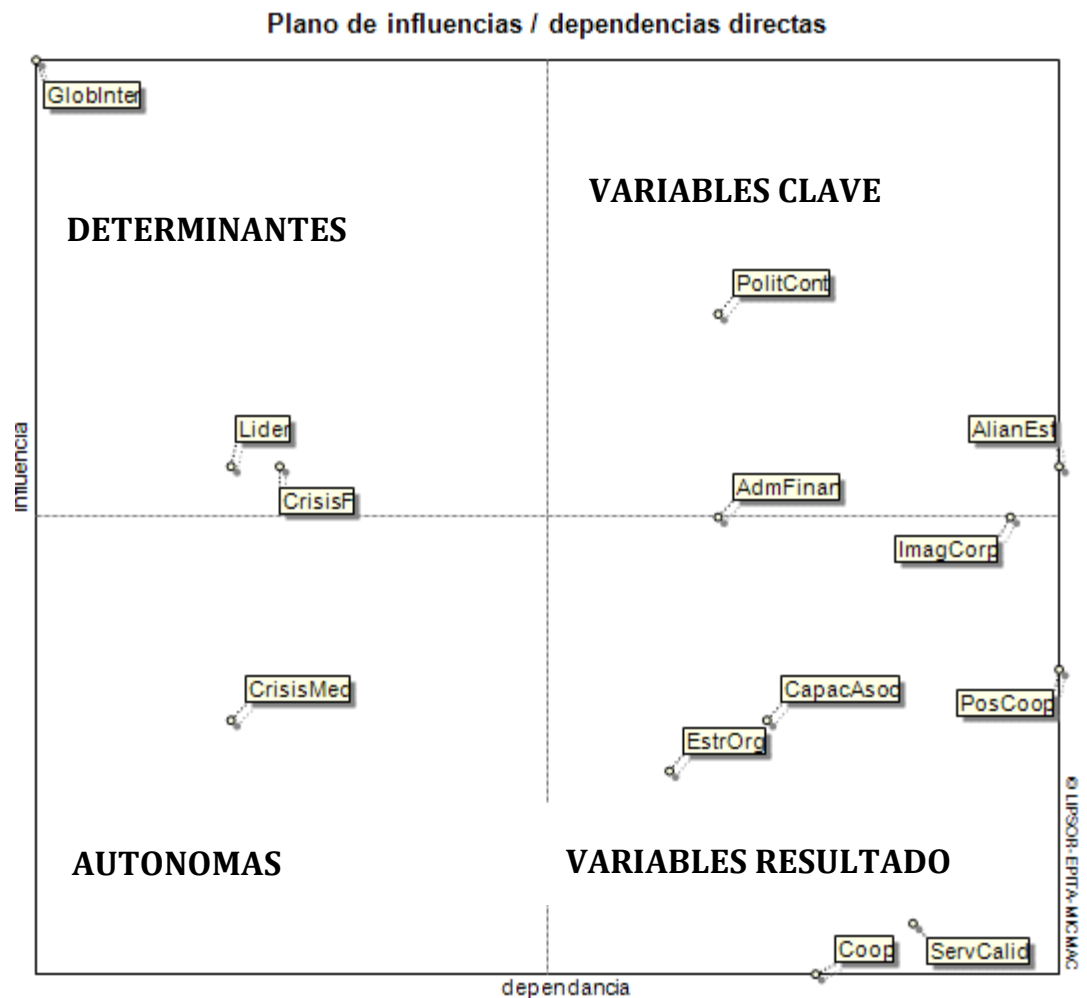 Plano de influencias / dependencias directas
GlobInter
VARIABLES CLAVE
DETERMINANTES
PolitCont
Lider
AlianEst
CrisisF
AdmFinan
influencia
ImagCorp
CrisisMed
CapacAsoc
PosCoop
EstrOrg
AUTONOMAS
VARIABLES RESULTADO
Coop
ServCalid
dependancia
© LIPSOR-EPITA-MICMAC